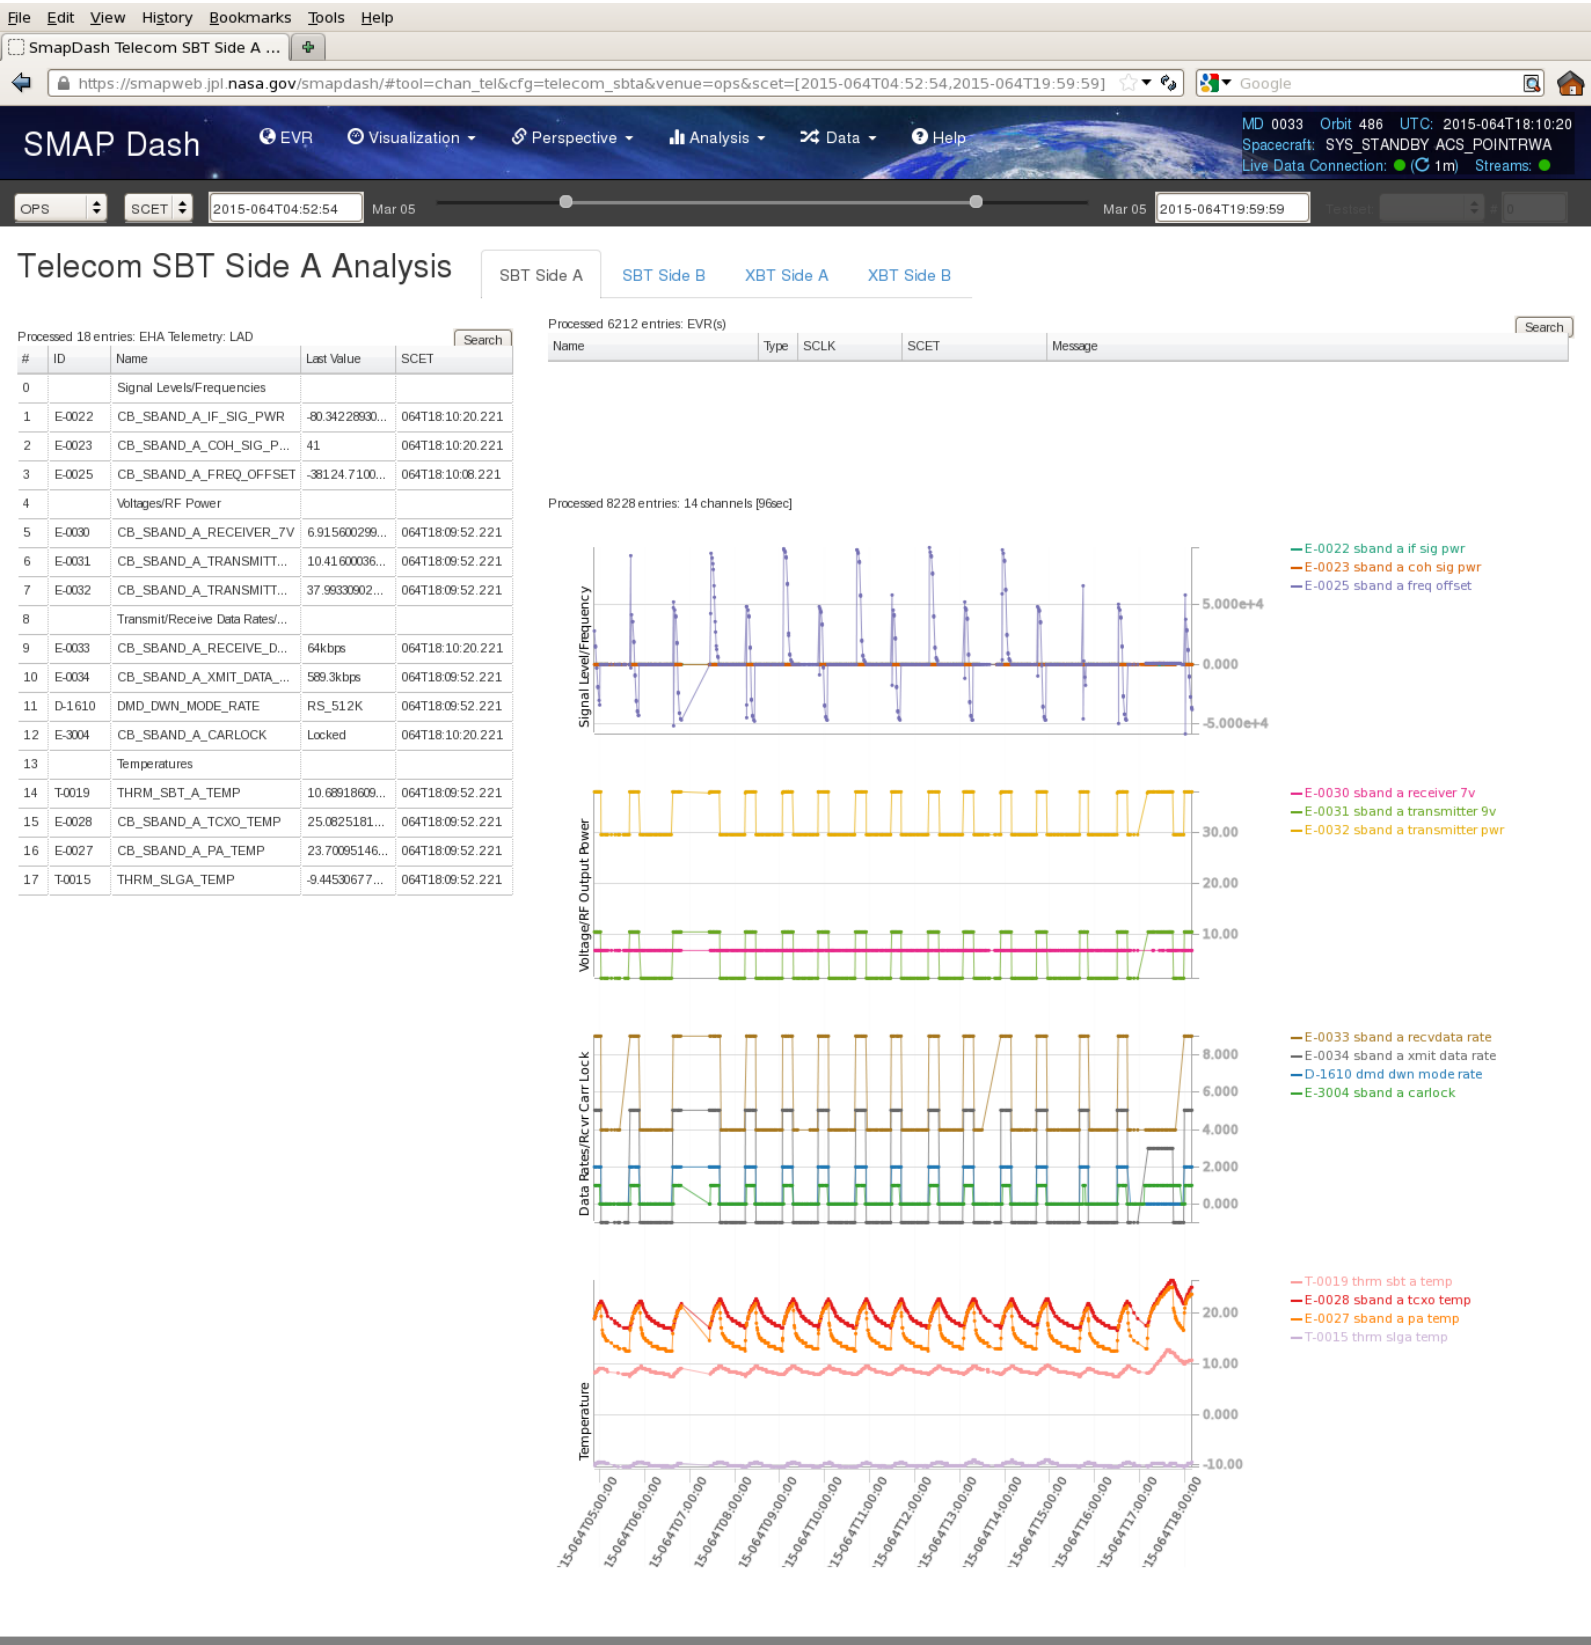 File Edit View History Bookmarks Tools Help
SmapDash Telecom SBT Side A ...
https://smapweb.jpl.nasa.gov/smapdash/#tool=chan_tel&cfg=telecom_sbta&venue=ops&scet=[2015-064T04:52:54,2015-064T19:59:59] Google
SMAP Dash EVR Visualization Perspective Analysis Data Help
MD 0033 Orbit 486 UTC: 2015-064T18:10:20
Spacecraft: SYS_STANDBY ACS_POINTRWA
Live Data Connection: (1m) Streams:
OPS SCET 2015-064T04:52:54 Mar 05 Mar 05 2015-064T19:59:59 Testset: # 0
Telecom SBT Side A Analysis SBT Side A SBT Side B XBT Side A XBT Side B
Processed 18 entries: EHA Telemetry: LAD Search
# ID Name Last Value SCET
0 Signal Levels/Frequencies
1 E-0022 CB_SBAND_A_IF_SIG_PWR -80.34228930... 064T18:10:20.221
2 E-0023 CB_SBAND_A_COH_SIG_P... 41 064T18:10:20.221
3 E-0025 CB_SBAND_A_FREQ_OFFSET -38124.7100... 064T18:10:08.221
4 Voltages/RF Power
5 E-0030 CB_SBAND_A_RECEIVER_7V 6.915600299... 064T18:09:52.221
6 E-0031 CB_SBAND_A_TRANSMITT... 10.41600036... 064T18:09:52.221
7 E-0032 CB_SBAND_A_TRANSMITT... 37.99330902... 064T18:09:52.221
8 Transmit/Receive Data Rates/...
9 E-0033 CB_SBAND_A_RECEIVE_D... 64kbps 064T18:10:20.221
10 E-0034 CB_SBAND_A_XMIT_DATA_... 589.3kbps 064T18:09:52.221
11 D-1610 DMD_DWN_MODE_RATE RS_512K 064T18:09:52.221
12 E-3004 CB_SBAND_A_CARLOCK Locked 064T18:10:20.221
13 Temperatures
14 T-0019 THRM_SBT_A_TEMP 10.68918609... 064T18:09:52.221
15 E-0028 CB_SBAND_A_TCXO_TEMP 25.0825181... 064T18:09:52.221
16 E-0027 CB_SBAND_A_PA_TEMP 23.70095146... 064T18:09:52.221
17 T-0015 THRM_SLGA_TEMP -9.44530677... 064T18:09:52.221
Processed 6212 entries: EVR(s) Search
Name Type SCLK SCET Message
Processed 8228 entries: 14 channels [96sec]
Signal Level/Frequency
5.000e+4
0.000
-5.000e+4
E-0022 sband a if sig pwr
E-0023 sband a coh sig pwr
E-0025 sband a freq offset
Voltage/RF Output Power
30.00
20.00
10.00
E-0030 sband a receiver 7v
E-0031 sband a transmitter 9v
E-0032 sband a transmitter pwr
Data Rates/Rcvr Carr Lock
8.000
6.000
4.000
2.000
0.000
E-0033 sband a recvdata rate
E-0034 sband a xmit data rate
D-1610 dmd dwn mode rate
E-3004 sband a carlock
Temperature
20.00
10.00
0.000
-10.00
T-0019 thrm sbt a temp
E-0028 sband a tcxo temp
E-0027 sband a pa temp
T-0015 thrm slga temp
15-064T05:00:00
15-064T06:00:00
15-064T07:00:00
15-064T08:00:00
15-064T09:00:00
15-064T10:00:00
15-064T11:00:00
15-064T12:00:00
15-064T13:00:00
15-064T14:00:00
15-064T15:00:00
15-064T16:00:00
15-064T17:00:00
15-064T18:00:00